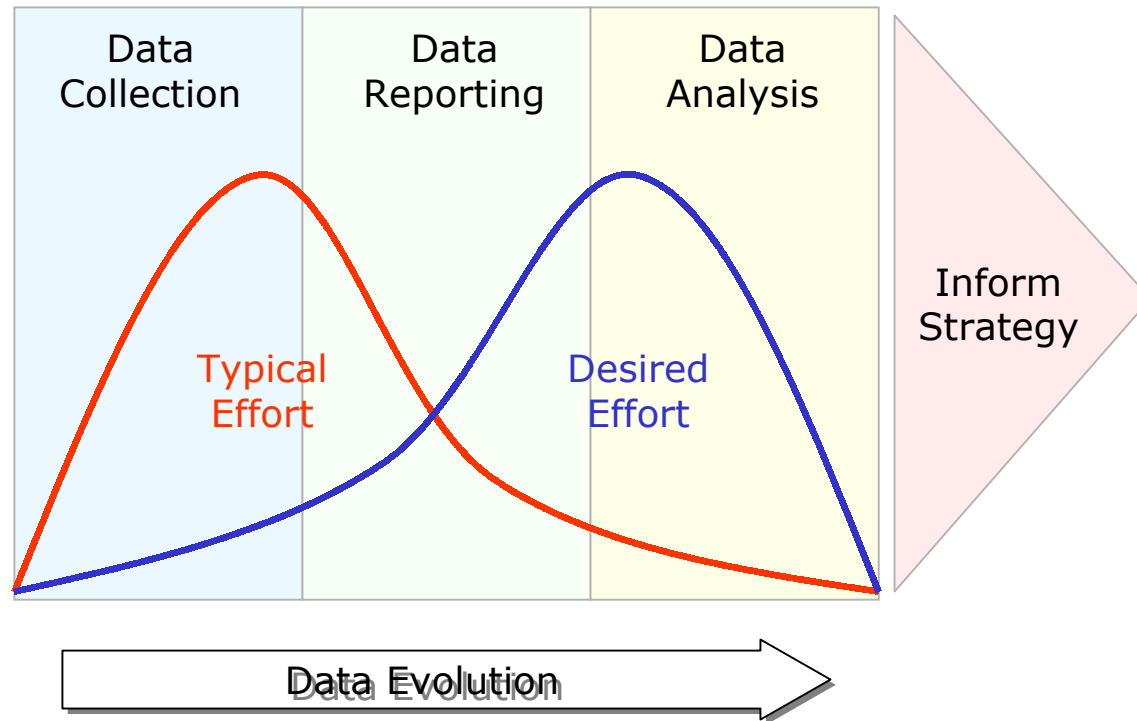 Data
Collection
Data
Reporting
Data
Analysis
Inform
Strategy
Typical
Effort
Desired
Effort
Data Evolution